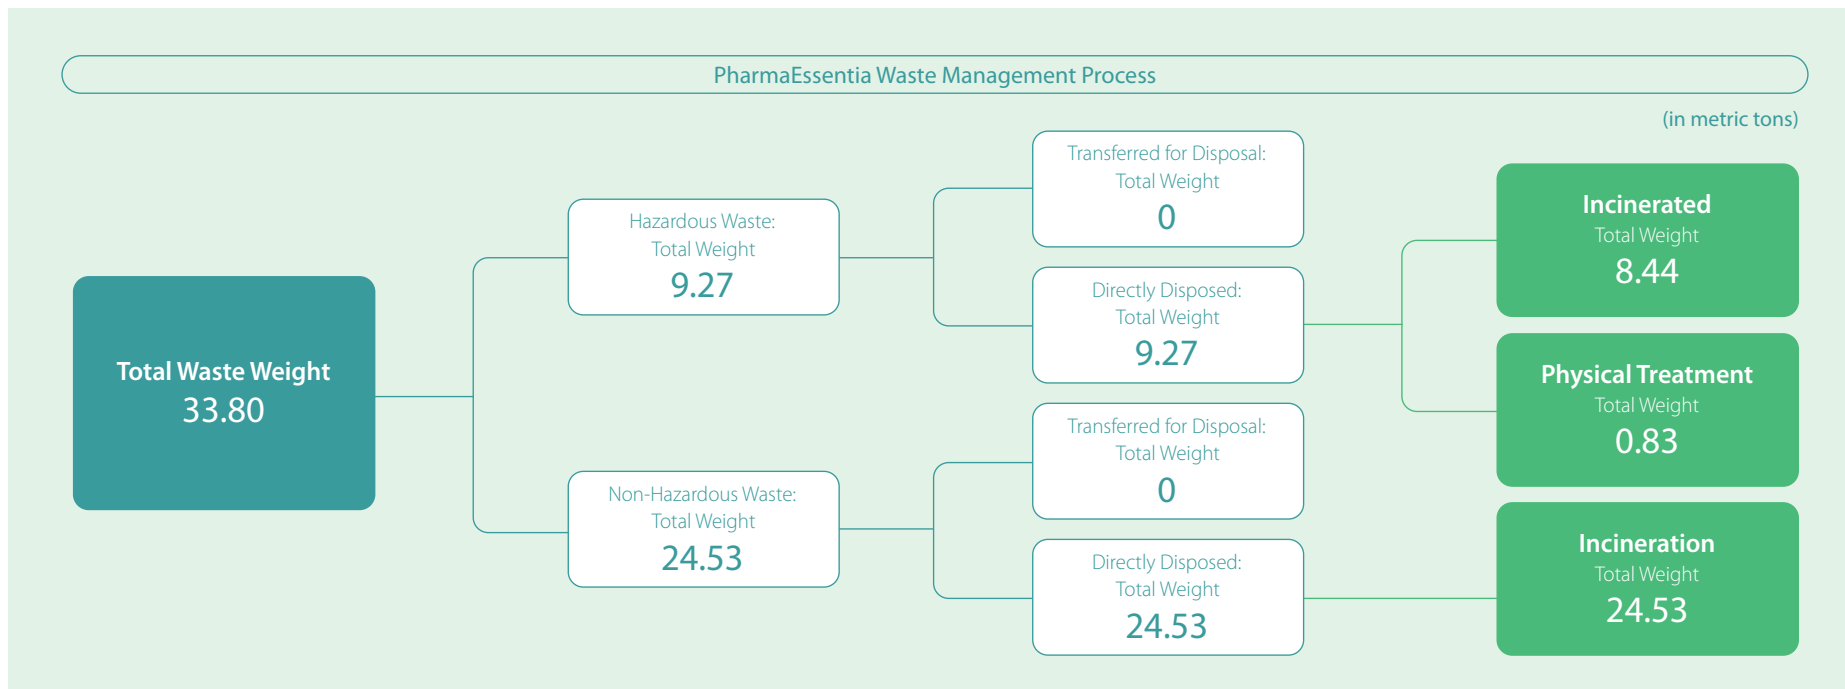 PharmaEssentia Waste Management Process
(in metric tons)
Total Waste Weight
33.80
Hazardous Waste:
Total Weight
9.27
Non-Hazardous Waste:
Total Weight
24.53
Transferred for Disposal:
Total Weight
0
Directly Disposed:
Total Weight
9.27
Transferred for Disposal:
Total Weight
0
Directly Disposed:
Total Weight
24.53
Incinerated
Total Weight
8.44
Physical Treatment
Total Weight
0.83
Incineration
Total Weight
24.53